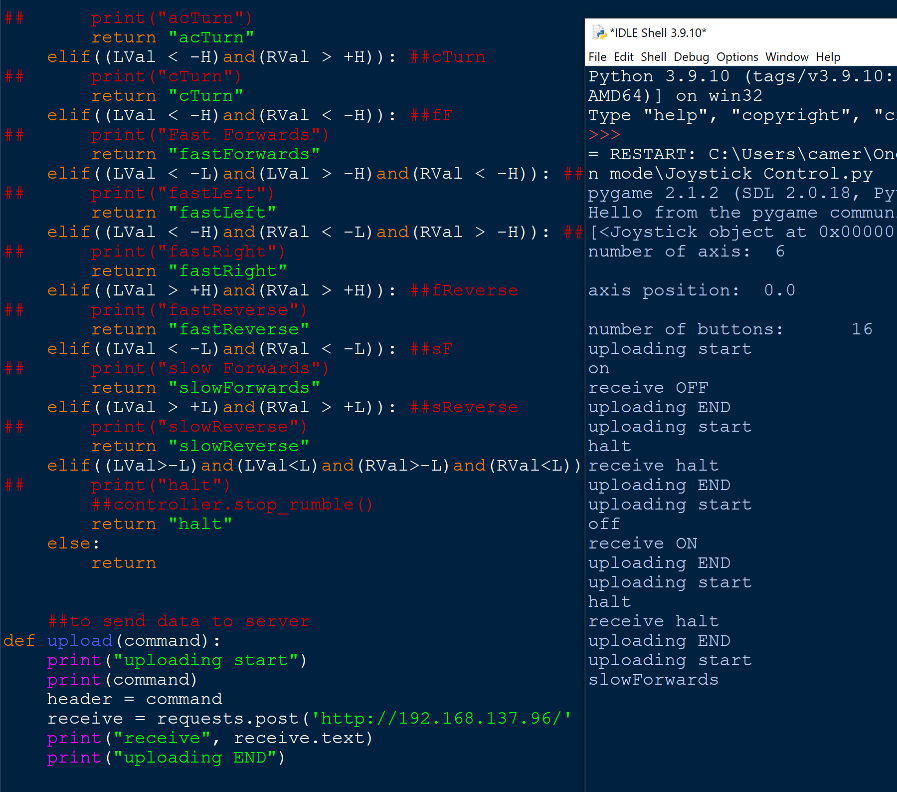 ##      print("acTurn")
        return "acTurn"
    elif((LVal < -H)and(RVal > +H)): ##cTurn
##      print("cTurn")
        return "cTurn"
    elif((LVal < -H)and(RVal < -H)): ##fF
##      print("Fast Forwards")
        return "fastForwards"
    elif((LVal < -L)and(LVal > -H)and(RVal < -H)): ##
##      print("fastLeft")
        return "fastLeft"
    elif((LVal < -H)and(RVal < -L)and(RVal > -H)): ##
##      print("fastRight")
        return "fastRight"
    elif((LVal > +H)and(RVal > +H)): ##fReverse
##      print("fastReverse")
        return "fastReverse"
    elif((LVal < -L)and(RVal < -L)): ##sF
##      print("slow Forwards")
        return "slowForwards"
    elif((LVal > +L)and(RVal > +L)): ##sReverse
##      print("slowReverse")
        return "slowReverse"
    elif((LVal>-L)and(LVal<L)and(RVal>-L)and(RVal<L))
##      print("halt")
        ##controller.stop_rumble()
        return "halt"
    else:
        return
    ##to send data to server
def upload(command):
    print("uploading start")
    print(command)
    header = command
    receive = requests.post('http://192.168.137.96/'
    print("receive", receive.text)
    print("uploading END")
*IDLE Shell 3.9.10*
File Edit Shell Debug Options Window Help
Python 3.9.10 (tags/v3.9.10:
AMD64)] on win32
Type "help", "copyright", "c
>>>
= RESTART: C:\Users\camer\On
n mode\Joystick Control.py
pygame 2.1.2 (SDL 2.0.18, Py
Hello from the pygame commun
[<Joystick object at 0x00000
number of axis:  6
axis position:  0.0
number of buttons:      16
uploading start
on
receive OFF
uploading END
uploading start
halt
receive halt
uploading END
uploading start
off
receive ON
uploading END
uploading start
halt
receive halt
uploading END
uploading start
slowForwards